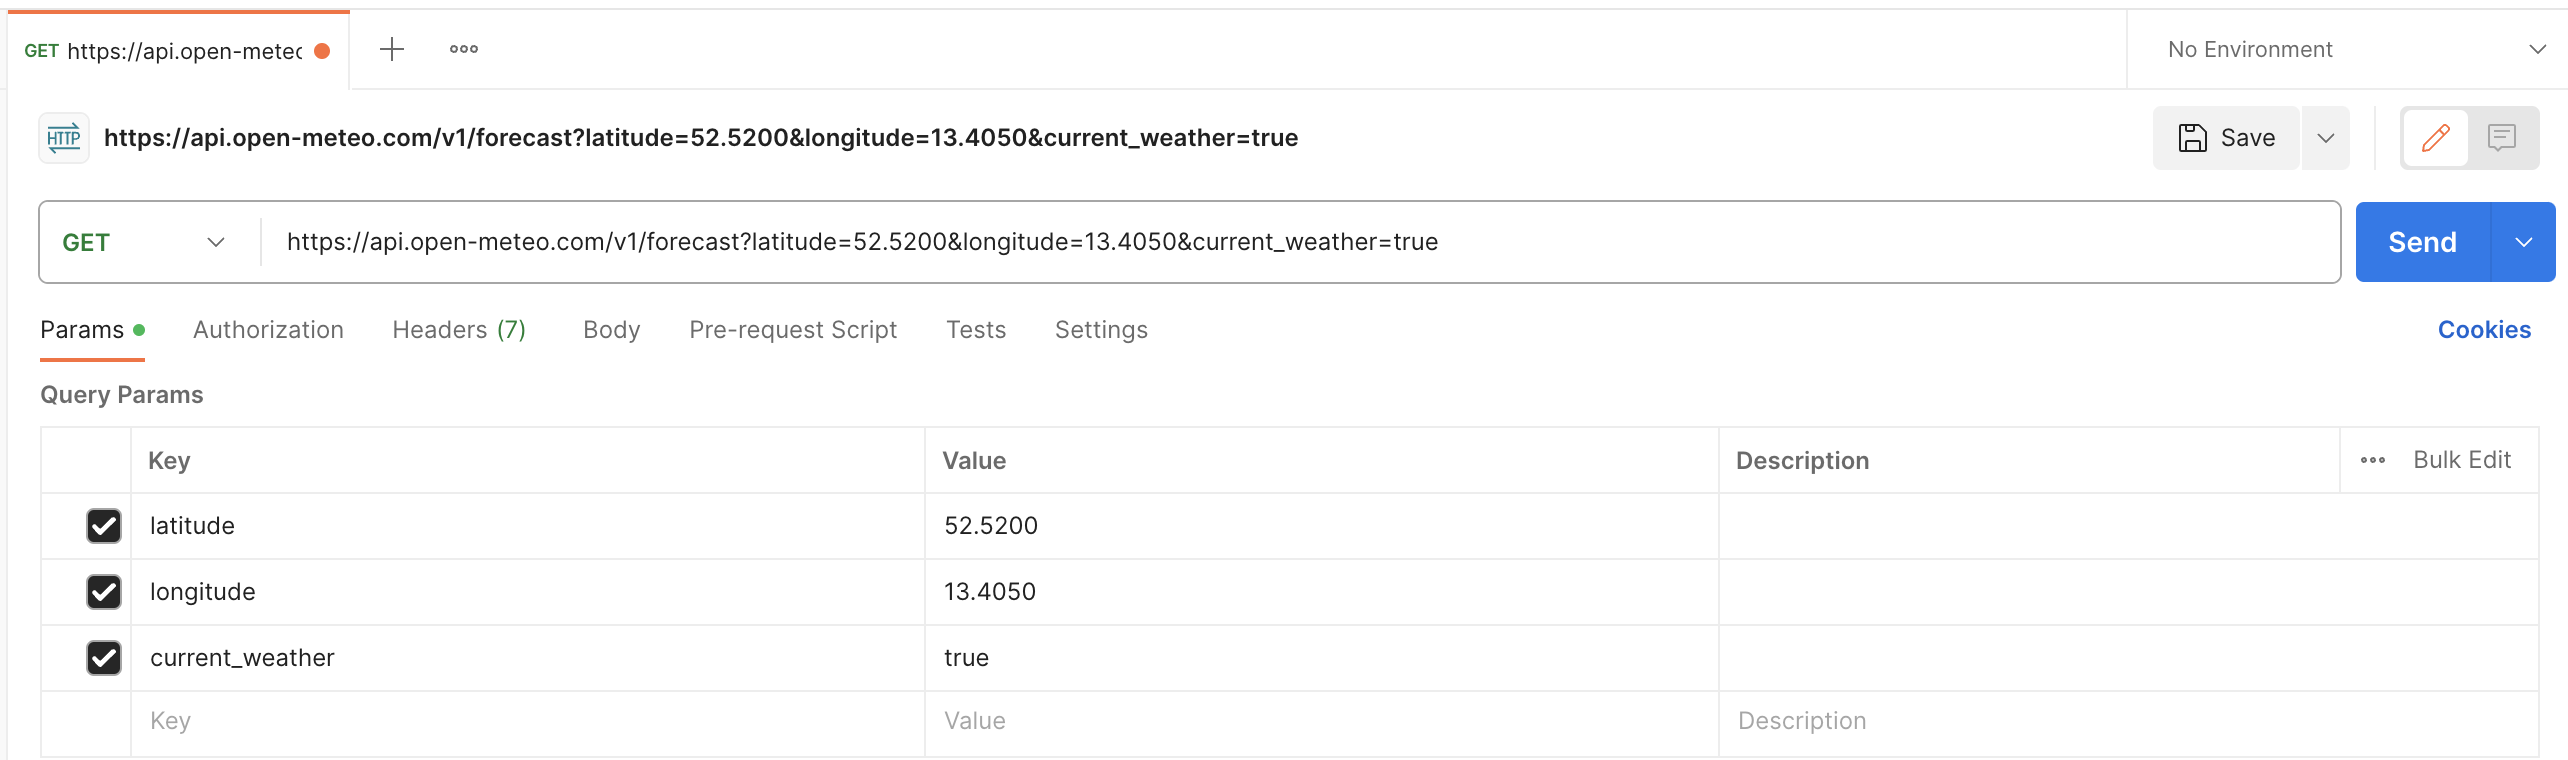 GET https://api.open-metec
No Environment
HTTP https://api.open-meteo.com/v1/forecast?latitude=52.5200&longitude=13.4050&current_weather=true
Save
GET https://api.open-meteo.com/v1/forecast?latitude=52.5200&longitude=13.4050&current_weather=true
Send
Params Authorization Headers (7) Body Pre-request Script Tests Settings Cookies
Query Params
Key Value Description Bulk Edit
latitude 52.5200
longitude 13.4050
current_weather true
Key Value Description